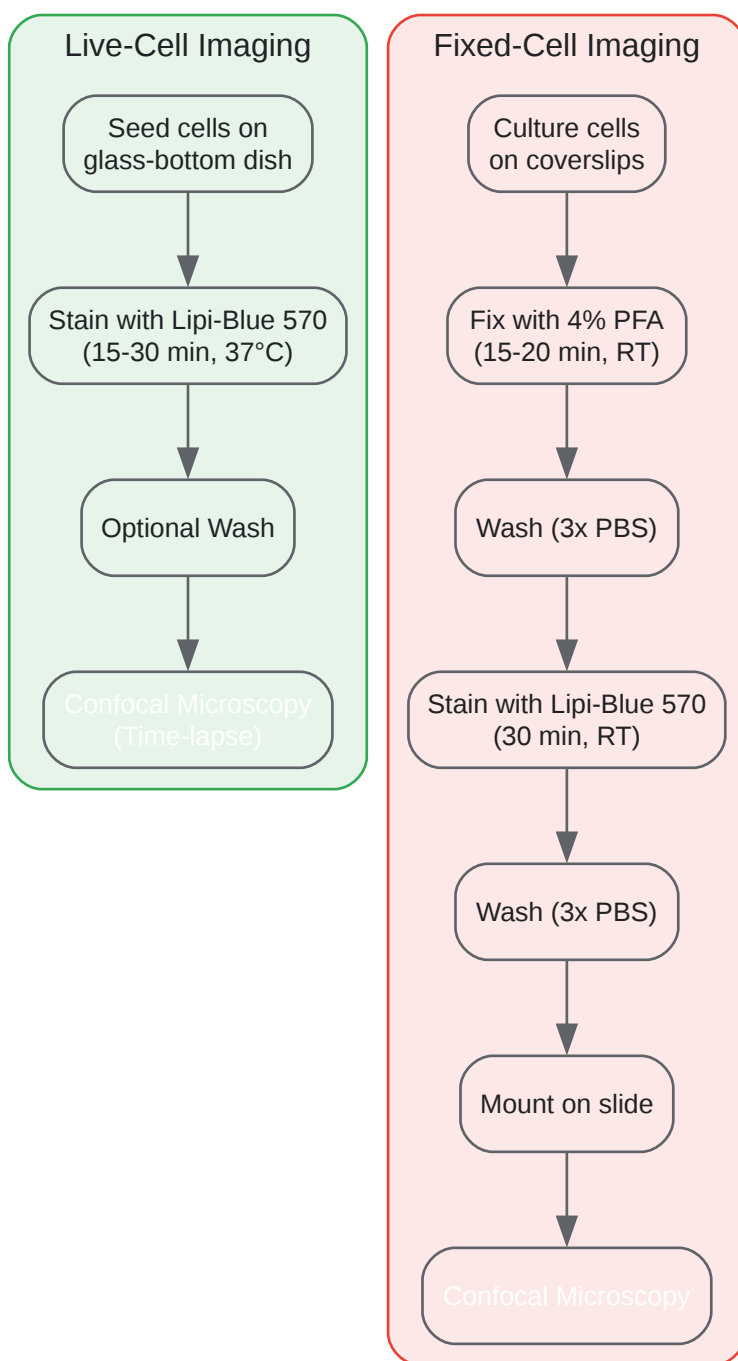 Live-Cell Imaging
Seed cells on
glass-bottom dish
Stain with Lipi-Blue 570
(15-30 min, 37°C)
Optional Wash
Confocal Microscopy
(Time-lapse)
Fixed-Cell Imaging
Culture cells
on coverslips
Fix with 4% PFA
(15-20 min, RT)
Wash (3x PBS)
Stain with Lipi-Blue 570
(30 min, RT)
Wash (3x PBS)
Mount on slide
Confocal Microscopy